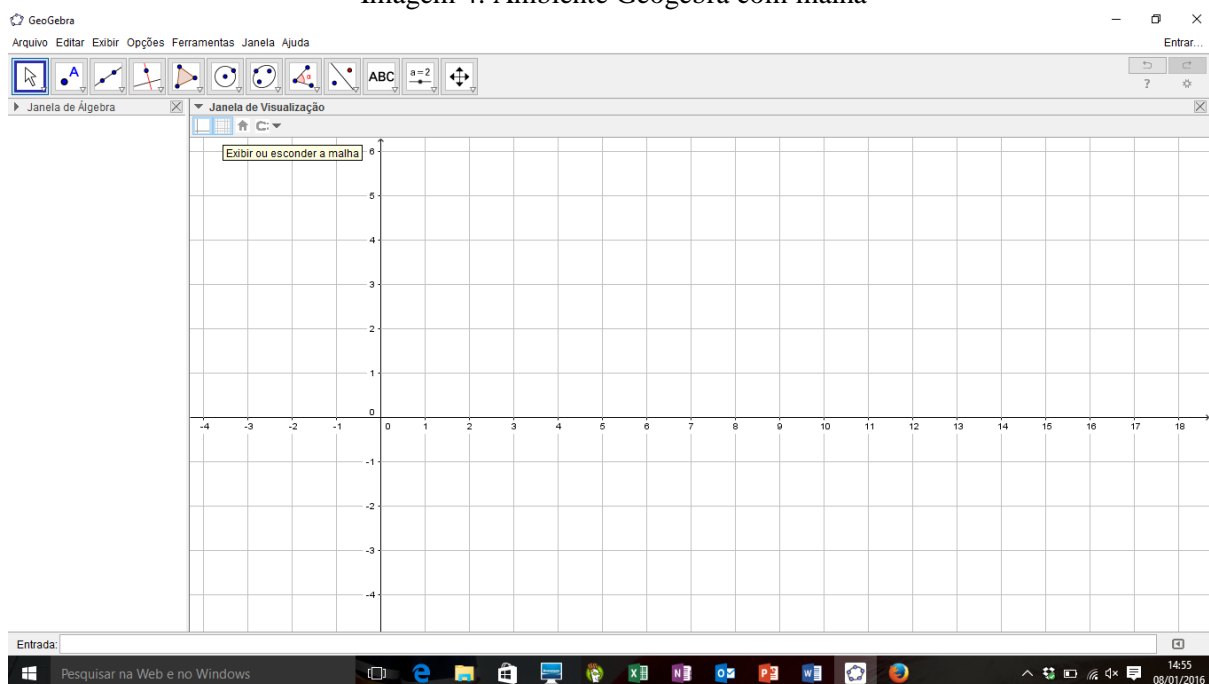 Imagem 4: Ambiente Geogebra com malha
GeoGebra
Arquivo Editar Exibir Opções Ferramentas Janela Ajuda
Entrar...
A
ABC
a=2
?
Janela de Álgebra
Janela de Visualização
Exibir ou esconder a malha
6
5
4
3
2
1
0
-4 -3 -2 -1 0 1 2 3 4 5 6 7 8 9 10 11 12 13 14 15 16 17 18
-1
-2
-3
-4
Entrada:
Pesquisar na Web e no Windows
14:55
08/01/2016